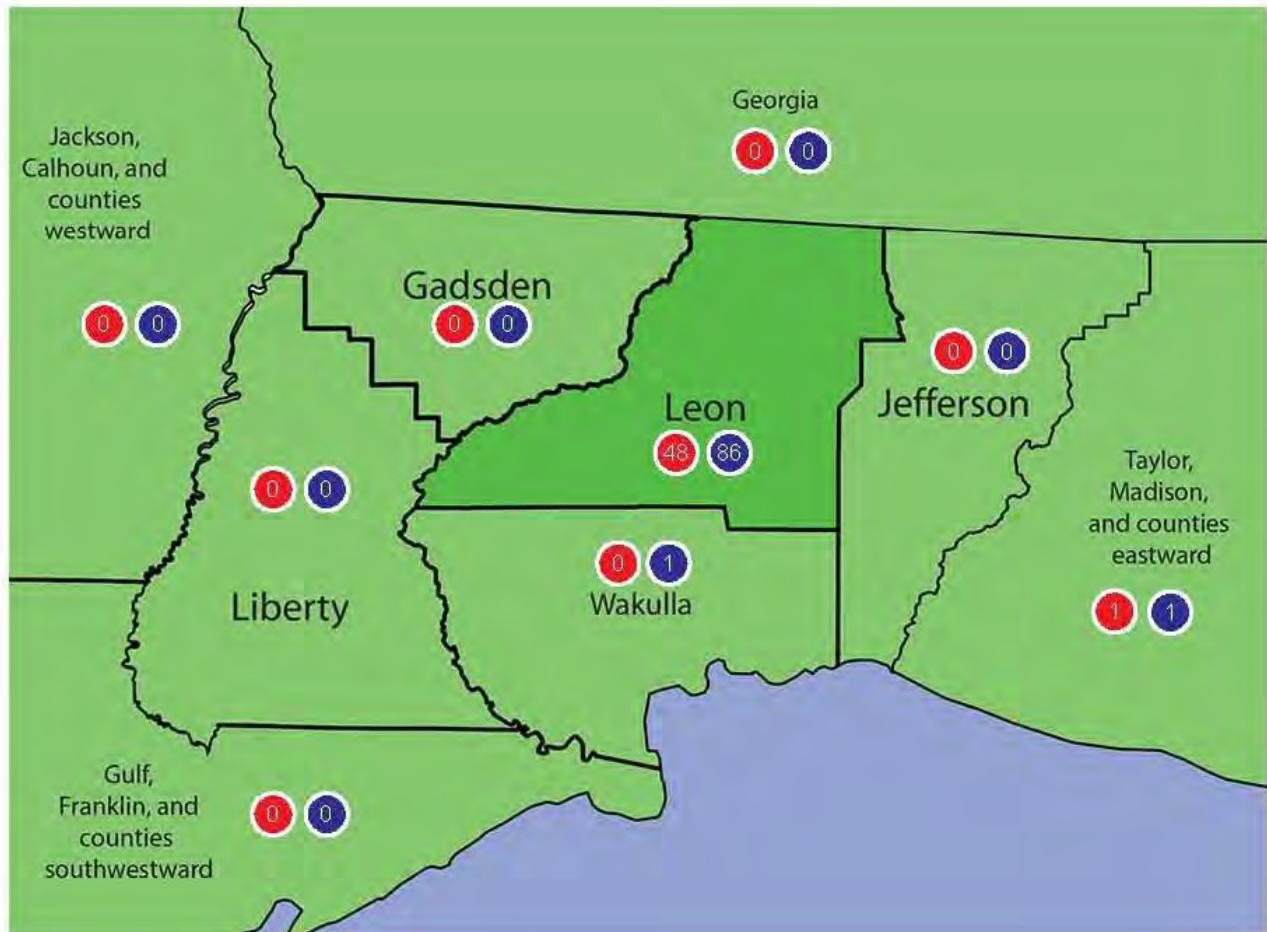 Georgia
0 0
Jackson,
Calhoun, and
counties
westward
0 0
Gadsden
0 0
Leon
48 86
0 0
Jefferson
Taylor,
Madison,
and counties
eastward
1 1
0 0
Liberty
0 1
Wakulla
Gulf,
Franklin, and
counties
southwestward
0 0